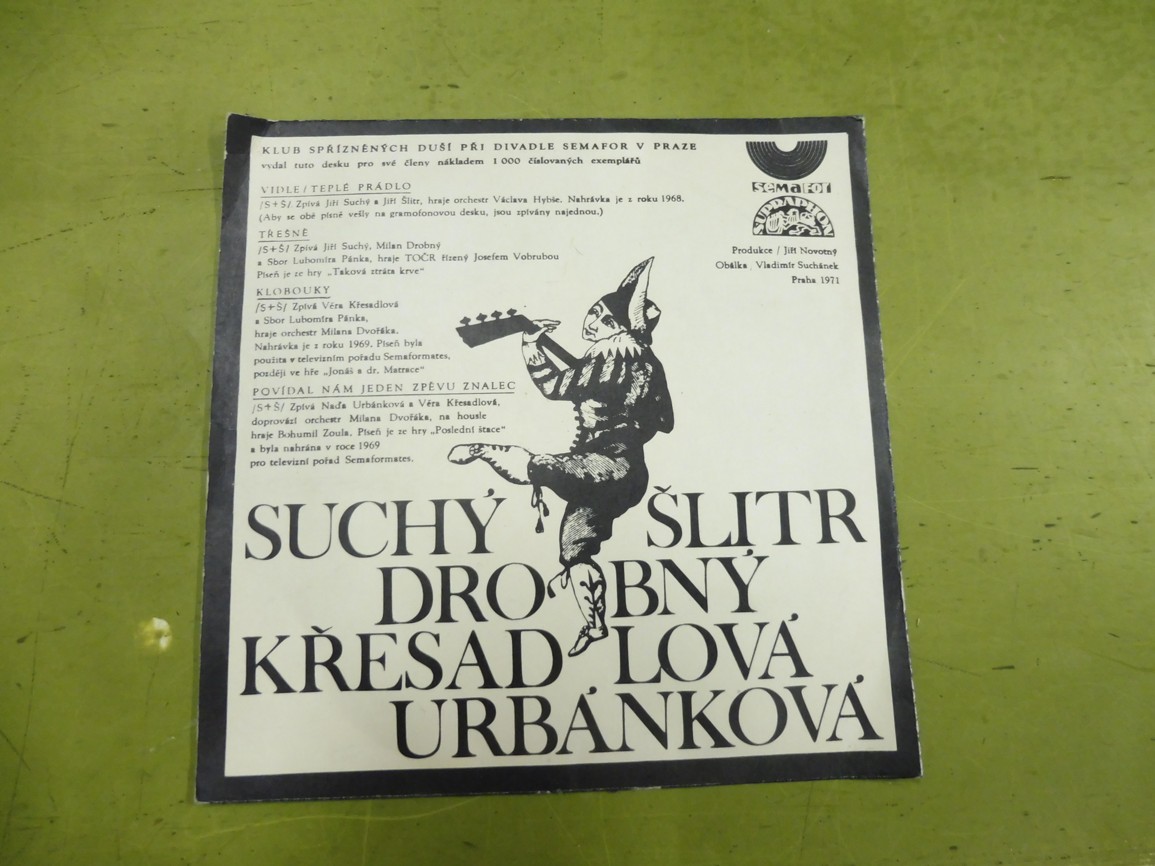 KLUB SPŘÍZNĚNÝCH DUŠÍ PŘI DIVADLE SEMAFOR V PRAZE
vydal tuto desku pro své členy nákladem 1 000 číslovaných exemplářů
VIDLE / TEPLÉ PRÁDLO
/S+Š/ Zpívá Jiří Suchý a Jiří Šlitr, hraje orchestr Václava Hybše. Nahrávka je z roku 1968.
(Aby se obě písně vešly na gramofonovou desku, jsou zpívány najednou.)
TŘEŠNĚ
/S+Š/ Zpívá Jiří Suchý, Milan Drobný
a Sbor Lubomíra Pánka, hraje TOČR řízený Josefem Vobrubou
Píseň je ze hry „Taková ztráta krve“
KLOBOUKY
/S+Š/ Zpívá Věra Křesadlová
a Sbor Lubomíra Pánka,
hraje orchestr Milana Dvořáka.
Nahrávka je z roku 1969. Píseň byla
použita v televizním pořadu Semaformates,
později ve hře „Jonáš a dr. Matrace“
POVÍDAL NÁM JEDEN ZPĚVU ZNALEC
/S+Š/ Zpívá Naďa Urbánková a Věra Křesadlová,
doprovází orchestr Milana Dvořáka, na housle
hraje Bohumil Zoula. Píseň je ze hry „Poslední štace“
a byla nahrána v roce 1969
pro televizní pořad Semaformates.
semafor
SUPRAPHON
Produkce / Jiří Novotný
Obálka / Vladimír Suchánek
Praha 1971
SUCHÝ ŠLITR
DROBNÝ
KŘESADLOVÁ
URBÁNKOVÁ